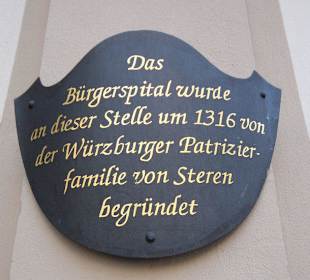 Das
Bürgerspital wurde
an dieser Stelle um 1316 von
der Würzburger Patrizier-
familie von Steren
begründet